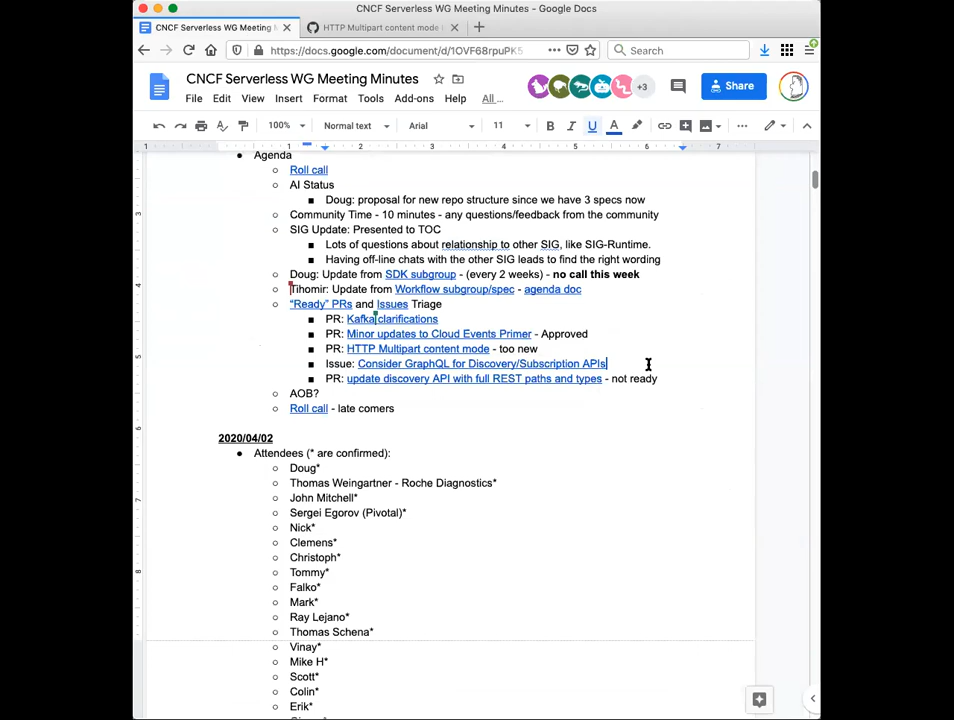 CNCF Serverless WG Meeting Minutes - Google Docs
CNCF Serverless WG Meeting M
HTTP Multipart content mode
https://docs.google.com/document/d/1OVF68rpuPK5
Search
CNCF Serverless WG Meeting Minutes
File Edit View Insert Format Tools Add-ons Help All ...
+3
Share
100% Normal text Arial 11 B I U A
1 1 2 3 4 5 6 7
Agenda
Roll call
AI Status
Doug: proposal for new repo structure since we have 3 specs now
Community Time - 10 minutes - any questions/feedback from the community
SIG Update: Presented to TOC
Lots of questions about relationship to other SIG, like SIG-Runtime.
Having off-line chats with the other SIG leads to find the right wording
Doug: Update from SDK subgroup - (every 2 weeks) - no call this week
Tihomir: Update from Workflow subgroup/spec - agenda doc
“Ready” PRs and Issues Triage
PR: Kafka clarifications
PR: Minor updates to Cloud Events Primer - Approved
PR: HTTP Multipart content mode - too new
Issue: Consider GraphQL for Discovery/Subscription APIs
PR: update discovery API with full REST paths and types - not ready
AOB?
Roll call - late comers
2020/04/02
Attendees (* are confirmed):
Doug*
Thomas Weingartner - Roche Diagnostics*
John Mitchell*
Sergei Egorov (Pivotal)*
Nick*
Clemens*
Christoph*
Tommy*
Falko*
Mark*
Ray Lejano*
Thomas Schena*
Vinay*
Mike H*
Scott*
Colin*
Erik*